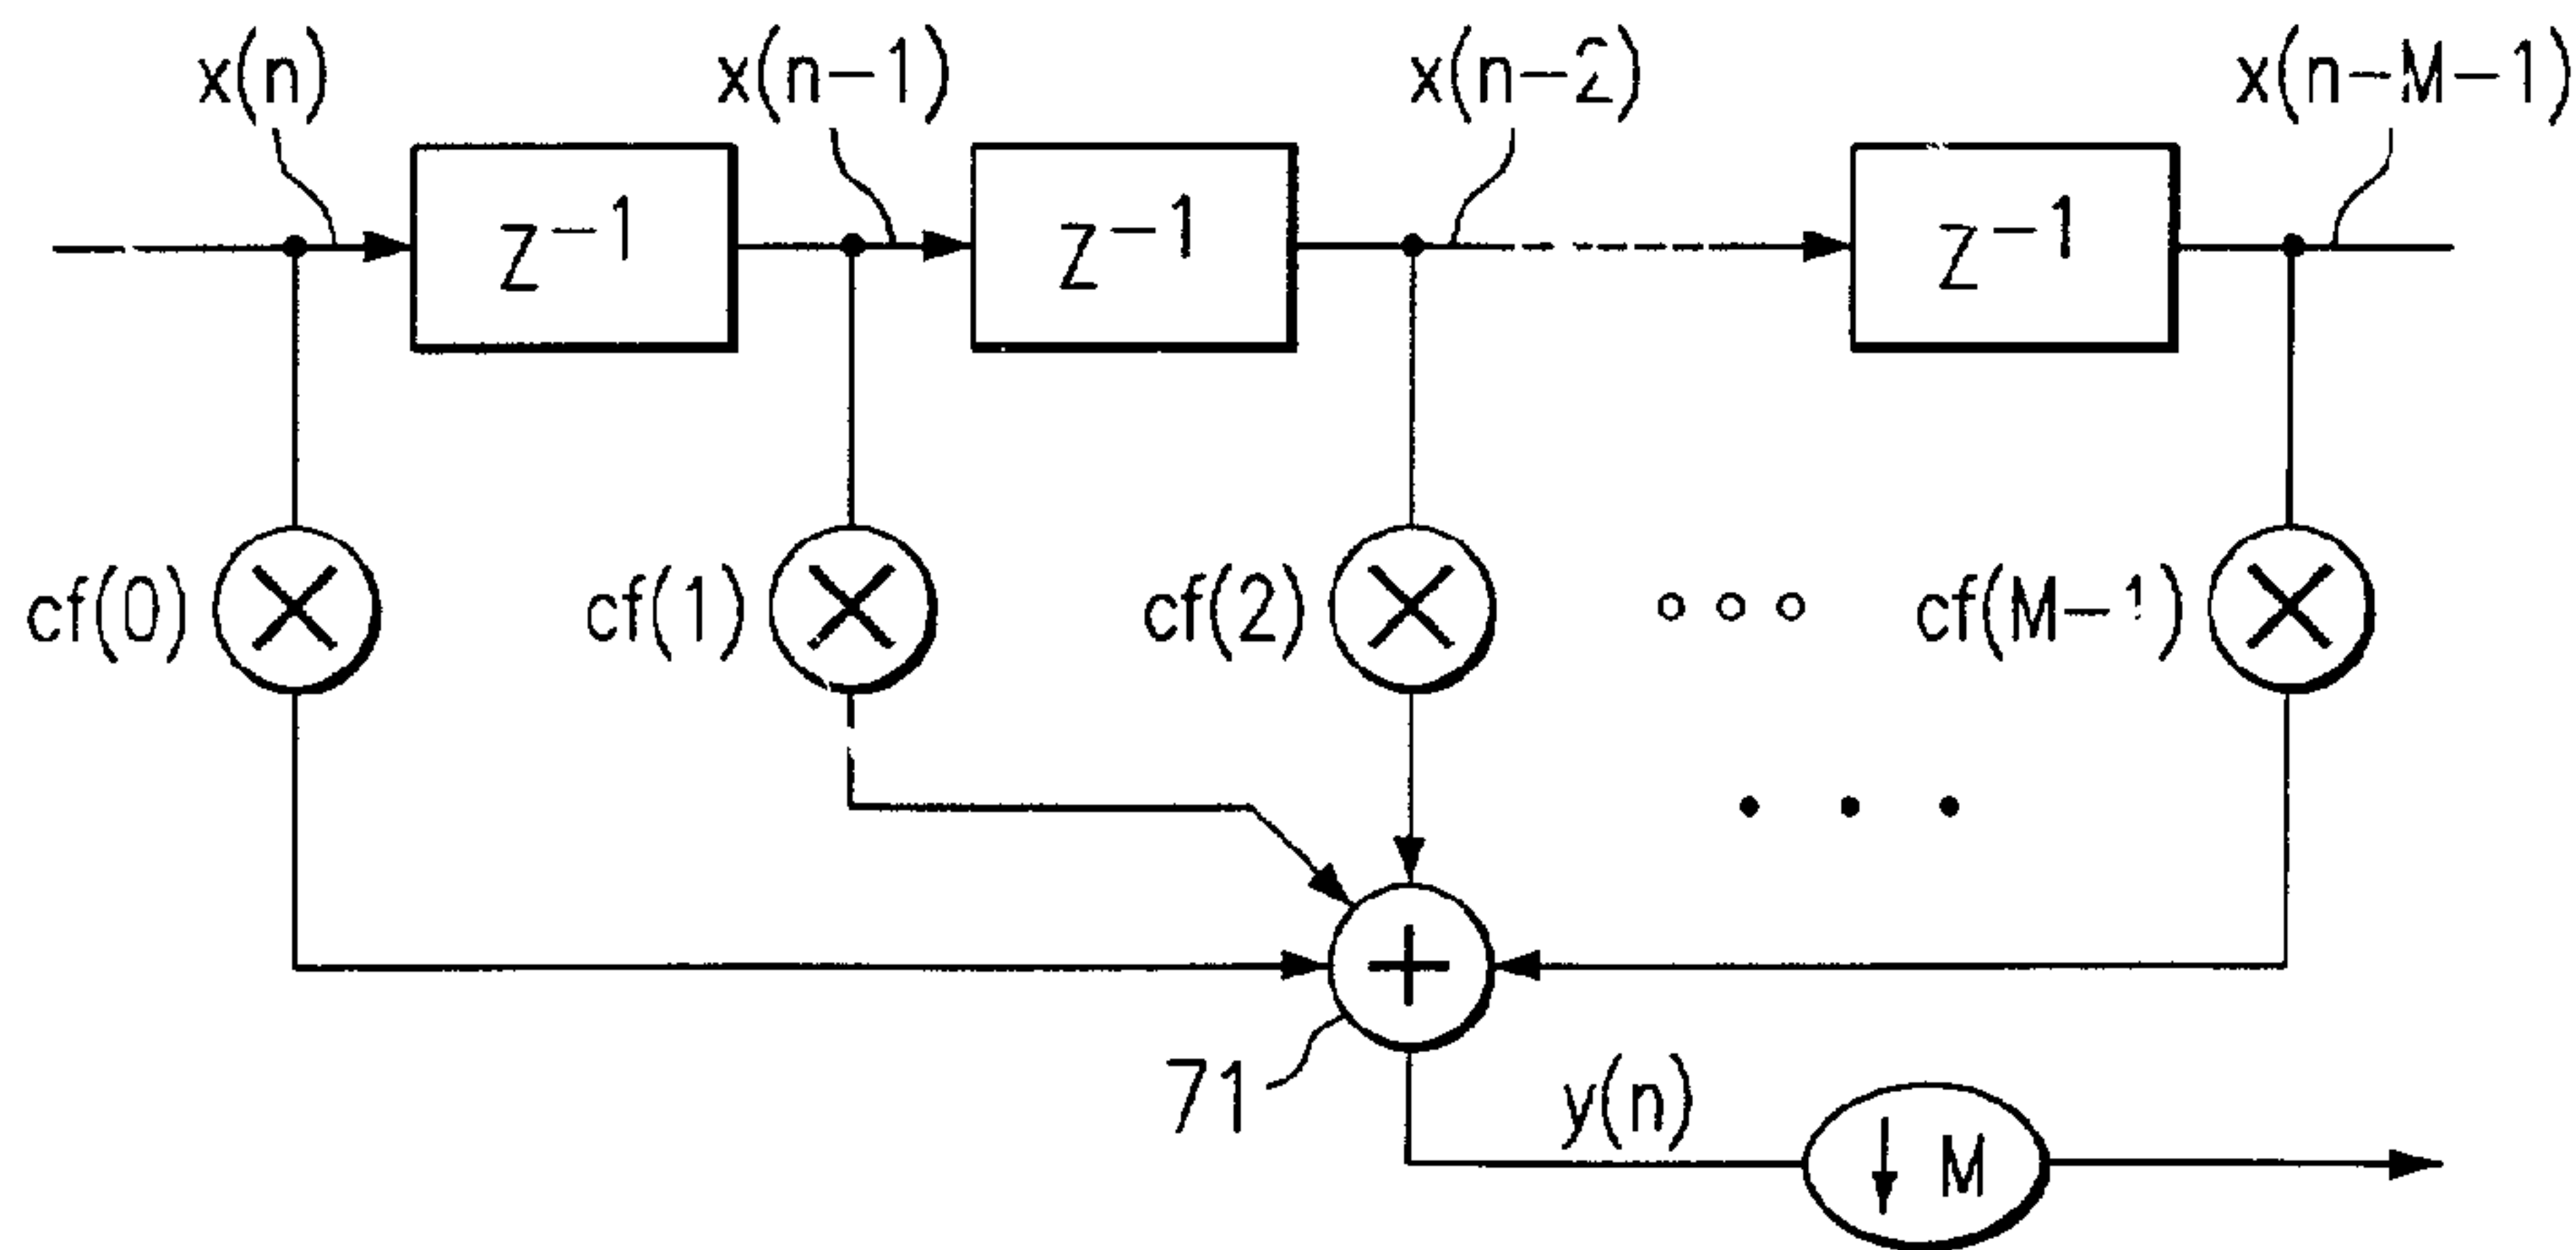 x(n)
x(n-1)
x(n-2)
x(n-M-1)
z⁻¹
z⁻¹
z⁻¹
cf(0)
cf(1)
cf(2)
cf(M-1)
71
y(n)
↓ M